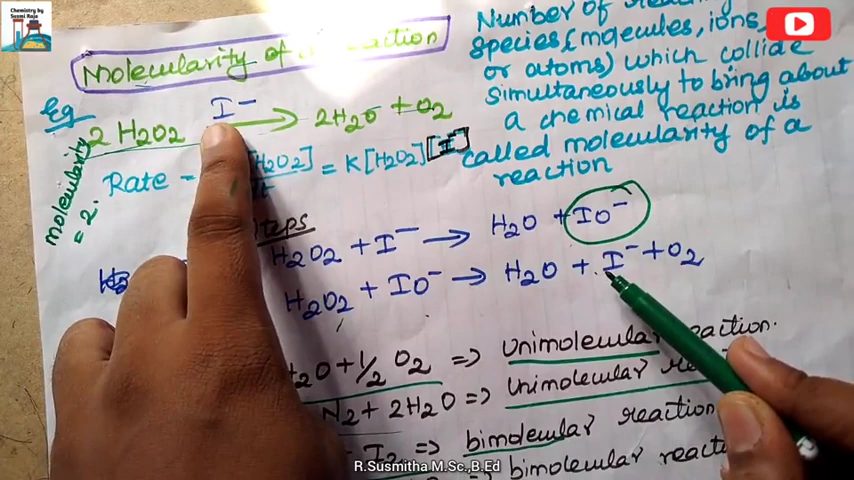 Chemistry by
Susmi Raja
Molecularity of a reaction
Number of
species (molecules, ions,
or atoms) which collide
simultaneously to bring about
a chemical reaction is
called molecularity of a
reaction
Eg
2 H2O2 I⁻ → 2H2O + O2
molecularity
= 2.
Rate = [H2O2] = K[H2O2][I⁻]
steps
H2O2 + I⁻ → H2O + IO⁻
H2O2 + IO⁻ → H2O + I⁻ + O2
H2O + 1/2 O2 => unimolecular reaction.
N2 + 2H2O => unimolecular
I2 => bimolecular reaction
=> bimolecular
R.Susmitha M.Sc.,B.Ed